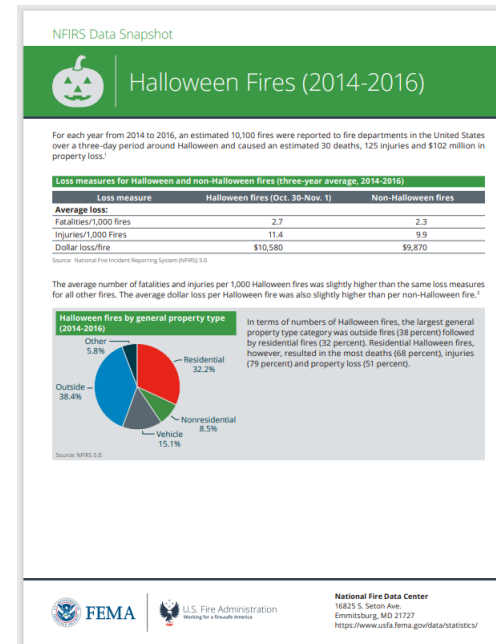 NFIRS Data Snapshot
Halloween Fires (2014-2016)
For each year from 2014 to 2016, an estimated 10,100 fires were reported to fire departments in the United States
over a three-day period around Halloween and caused an estimated 30 deaths, 125 injuries and $102 million in
property loss.¹
Loss measures for Halloween and non-Halloween fires (three-year average, 2014-2016)
Loss measure Halloween fires (Oct. 30-Nov. 1) Non-Halloween fires
Average loss:
Fatalities/1,000 fires 2.7 2.3
Injuries/1,000 Fires 11.4 9.9
Dollar loss/fire $10,580 $9,870
Source: National Fire Incident Reporting System (NFIRS) 5.0.
The average number of fatalities and injuries per 1,000 Halloween fires was slightly higher than the same loss measures
for all other fires. The average dollar loss per Halloween fire was also slightly higher than per non-Halloween fire.²
Halloween fires by general property type
(2014-2016)
Other
5.8%
Residential
32.2%
Outside
38.4%
Nonresidential
8.5%
Vehicle
15.1%
Source: NFIRS 5.0.
In terms of numbers of Halloween fires, the largest general
property type category was outside fires (38 percent) followed
by residential fires (32 percent). Residential Halloween fires,
however, resulted in the most deaths (68 percent), injuries
(79 percent) and property loss (51 percent).
FEMA
U.S. Fire Administration
Working for a fire-safe America
National Fire Data Center
16825 S. Seton Ave.
Emmitsburg, MD 21727
https://www.usfa.fema.gov/data/statistics/